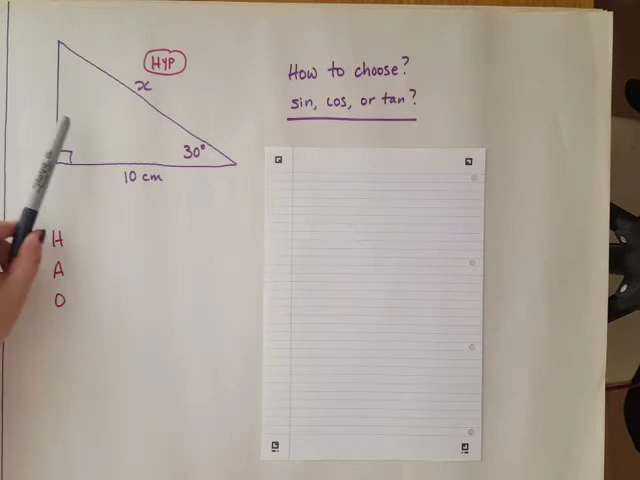 HYP
x
30°
10 cm
How to choose?
sin, cos, or tan?
H
A
O